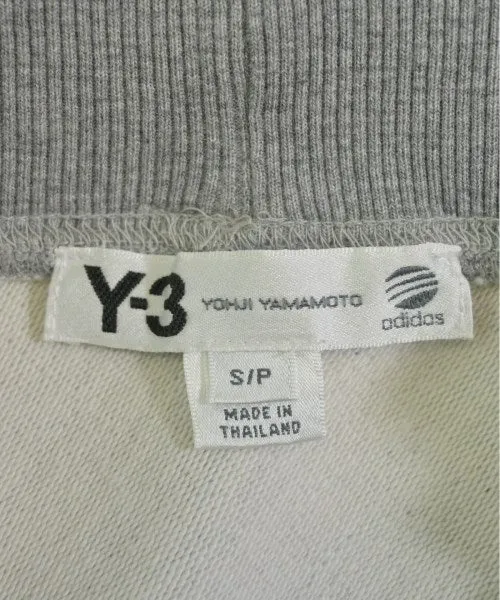 Y-3 YOHJI YAMAMOTO adidas
S/P
MADE IN
THAILAND